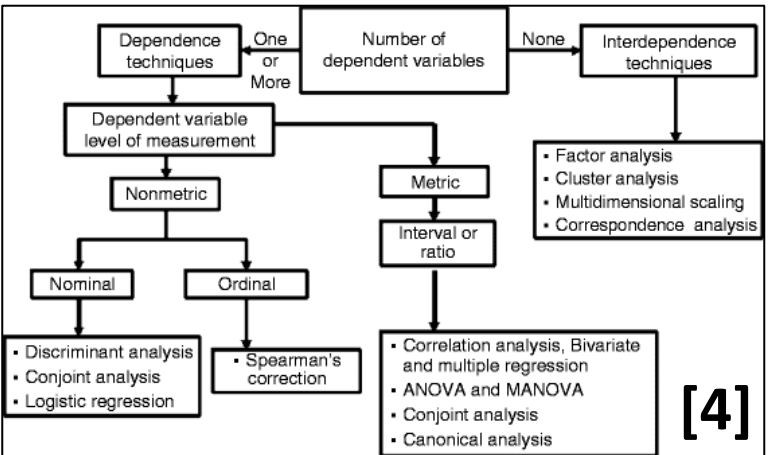 Number of
dependent variables
One
or
More
None
Dependence
techniques
Interdependence
techniques
Dependent variable
level of measurement
▪ Factor analysis
▪ Cluster analysis
▪ Multidimensional scaling
▪ Correspondence analysis
Nonmetric
Metric
Interval or
ratio
Nominal
Ordinal
▪ Discriminant analysis
▪ Conjoint analysis
▪ Logistic regression
▪ Spearman's
correction
▪ Correlation analysis, Bivariate
and multiple regression
▪ ANOVA and MANOVA
▪ Conjoint analysis
▪ Canonical analysis
[4]